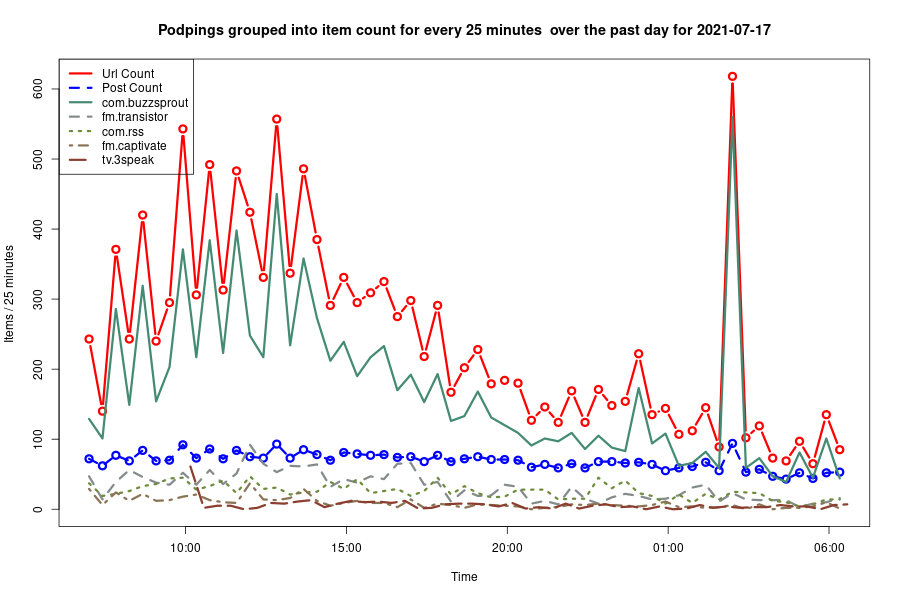 Podpings grouped into item count for every 25 minutes  over the past day for 2021-07-17
Url Count
Post Count
com.buzzsprout
fm.transistor
com.rss
fm.captivate
tv.3speak
Items / 25 minutes
600
500
400
300
200
100
0
10:00 15:00 20:00 01:00 06:00
Time